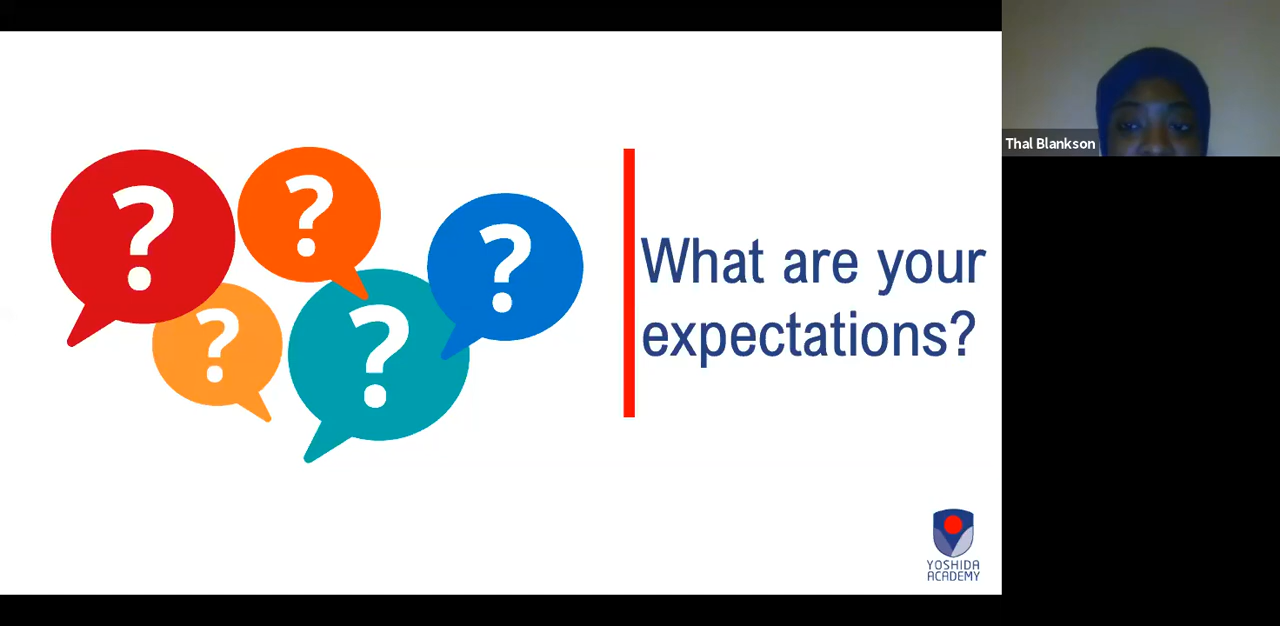 ?
?
?
?
?
What are your
expectations?
YOSHIDA
ACADEMY
Thal Blankson